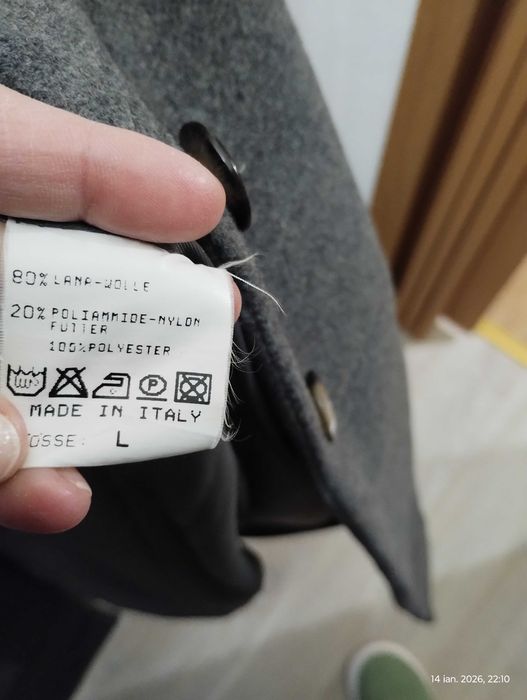 80% LANA-WOLLE
20% POLIAMMIDE-NYLON
FUTTER
100% POLYESTER
P
MADE IN ITALY
L
14 ian. 2026, 22:10